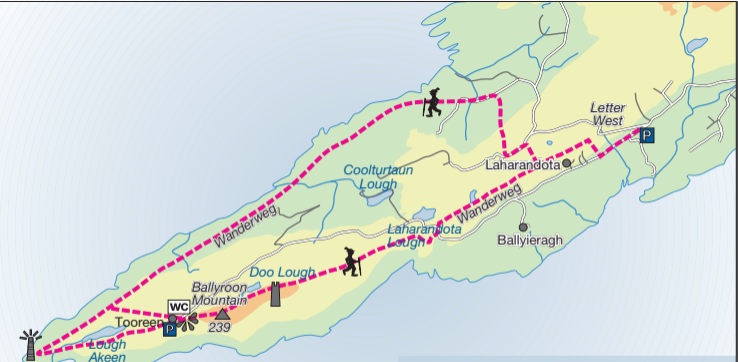 Letter
West
P
Laharandota
Coolturtaun
Lough
Wanderweg
Wanderweg
Laharandota
Lough
Ballyieragh
Doo Lough
Ballyroon
Mountain
239
WC
Tooreen
P
Lough
Akeen